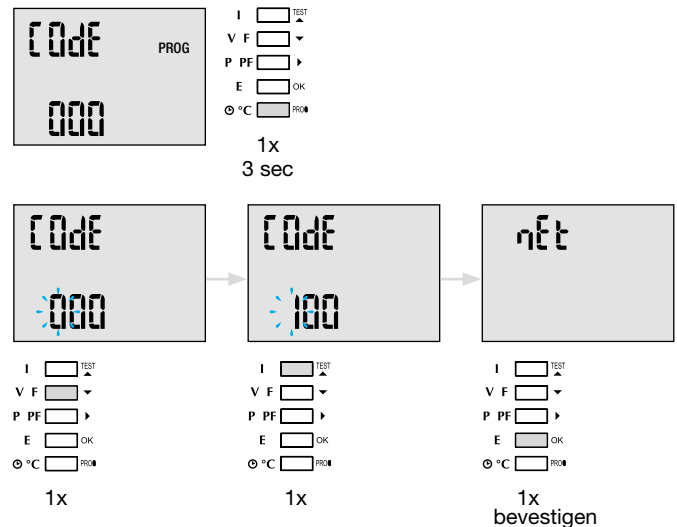 CODE PROG
000
I TEST
V F
P PF
E OK
°C PROG
1x
3 sec
CODE
000
CODE
100
nEt
I TEST
V F
P PF
E OK
°C PROG
1x
I TEST
V F
P PF
E OK
°C PROG
1x
I TEST
V F
P PF
E OK
°C PROG
1x
bevestigen